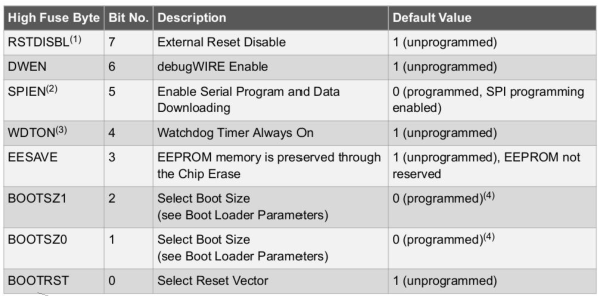 High Fuse Byte Bit No. Description Default Value
RSTDISBL(1) 7 External Reset Disable 1 (unprogrammed)
DWEN 6 debugWIRE Enable 1 (unprogrammed)
SPIEN(2) 5 Enable Serial Program and Data 0 (programmed, SPI programming
Downloading enabled)
WDTON(3) 4 Watchdog Timer Always On 1 (unprogrammed)
EESAVE 3 EEPROM memory is preserved through 1 (unprogrammed), EEPROM not
the Chip Erase reserved
BOOTSZ1 2 Select Boot Size 0 (programmed)(4)
(see Boot Loader Parameters)
BOOTSZ0 1 Select Boot Size 0 (programmed)(4)
(see Boot Loader Parameters)
BOOTRST 0 Select Reset Vector 1 (unprogrammed)